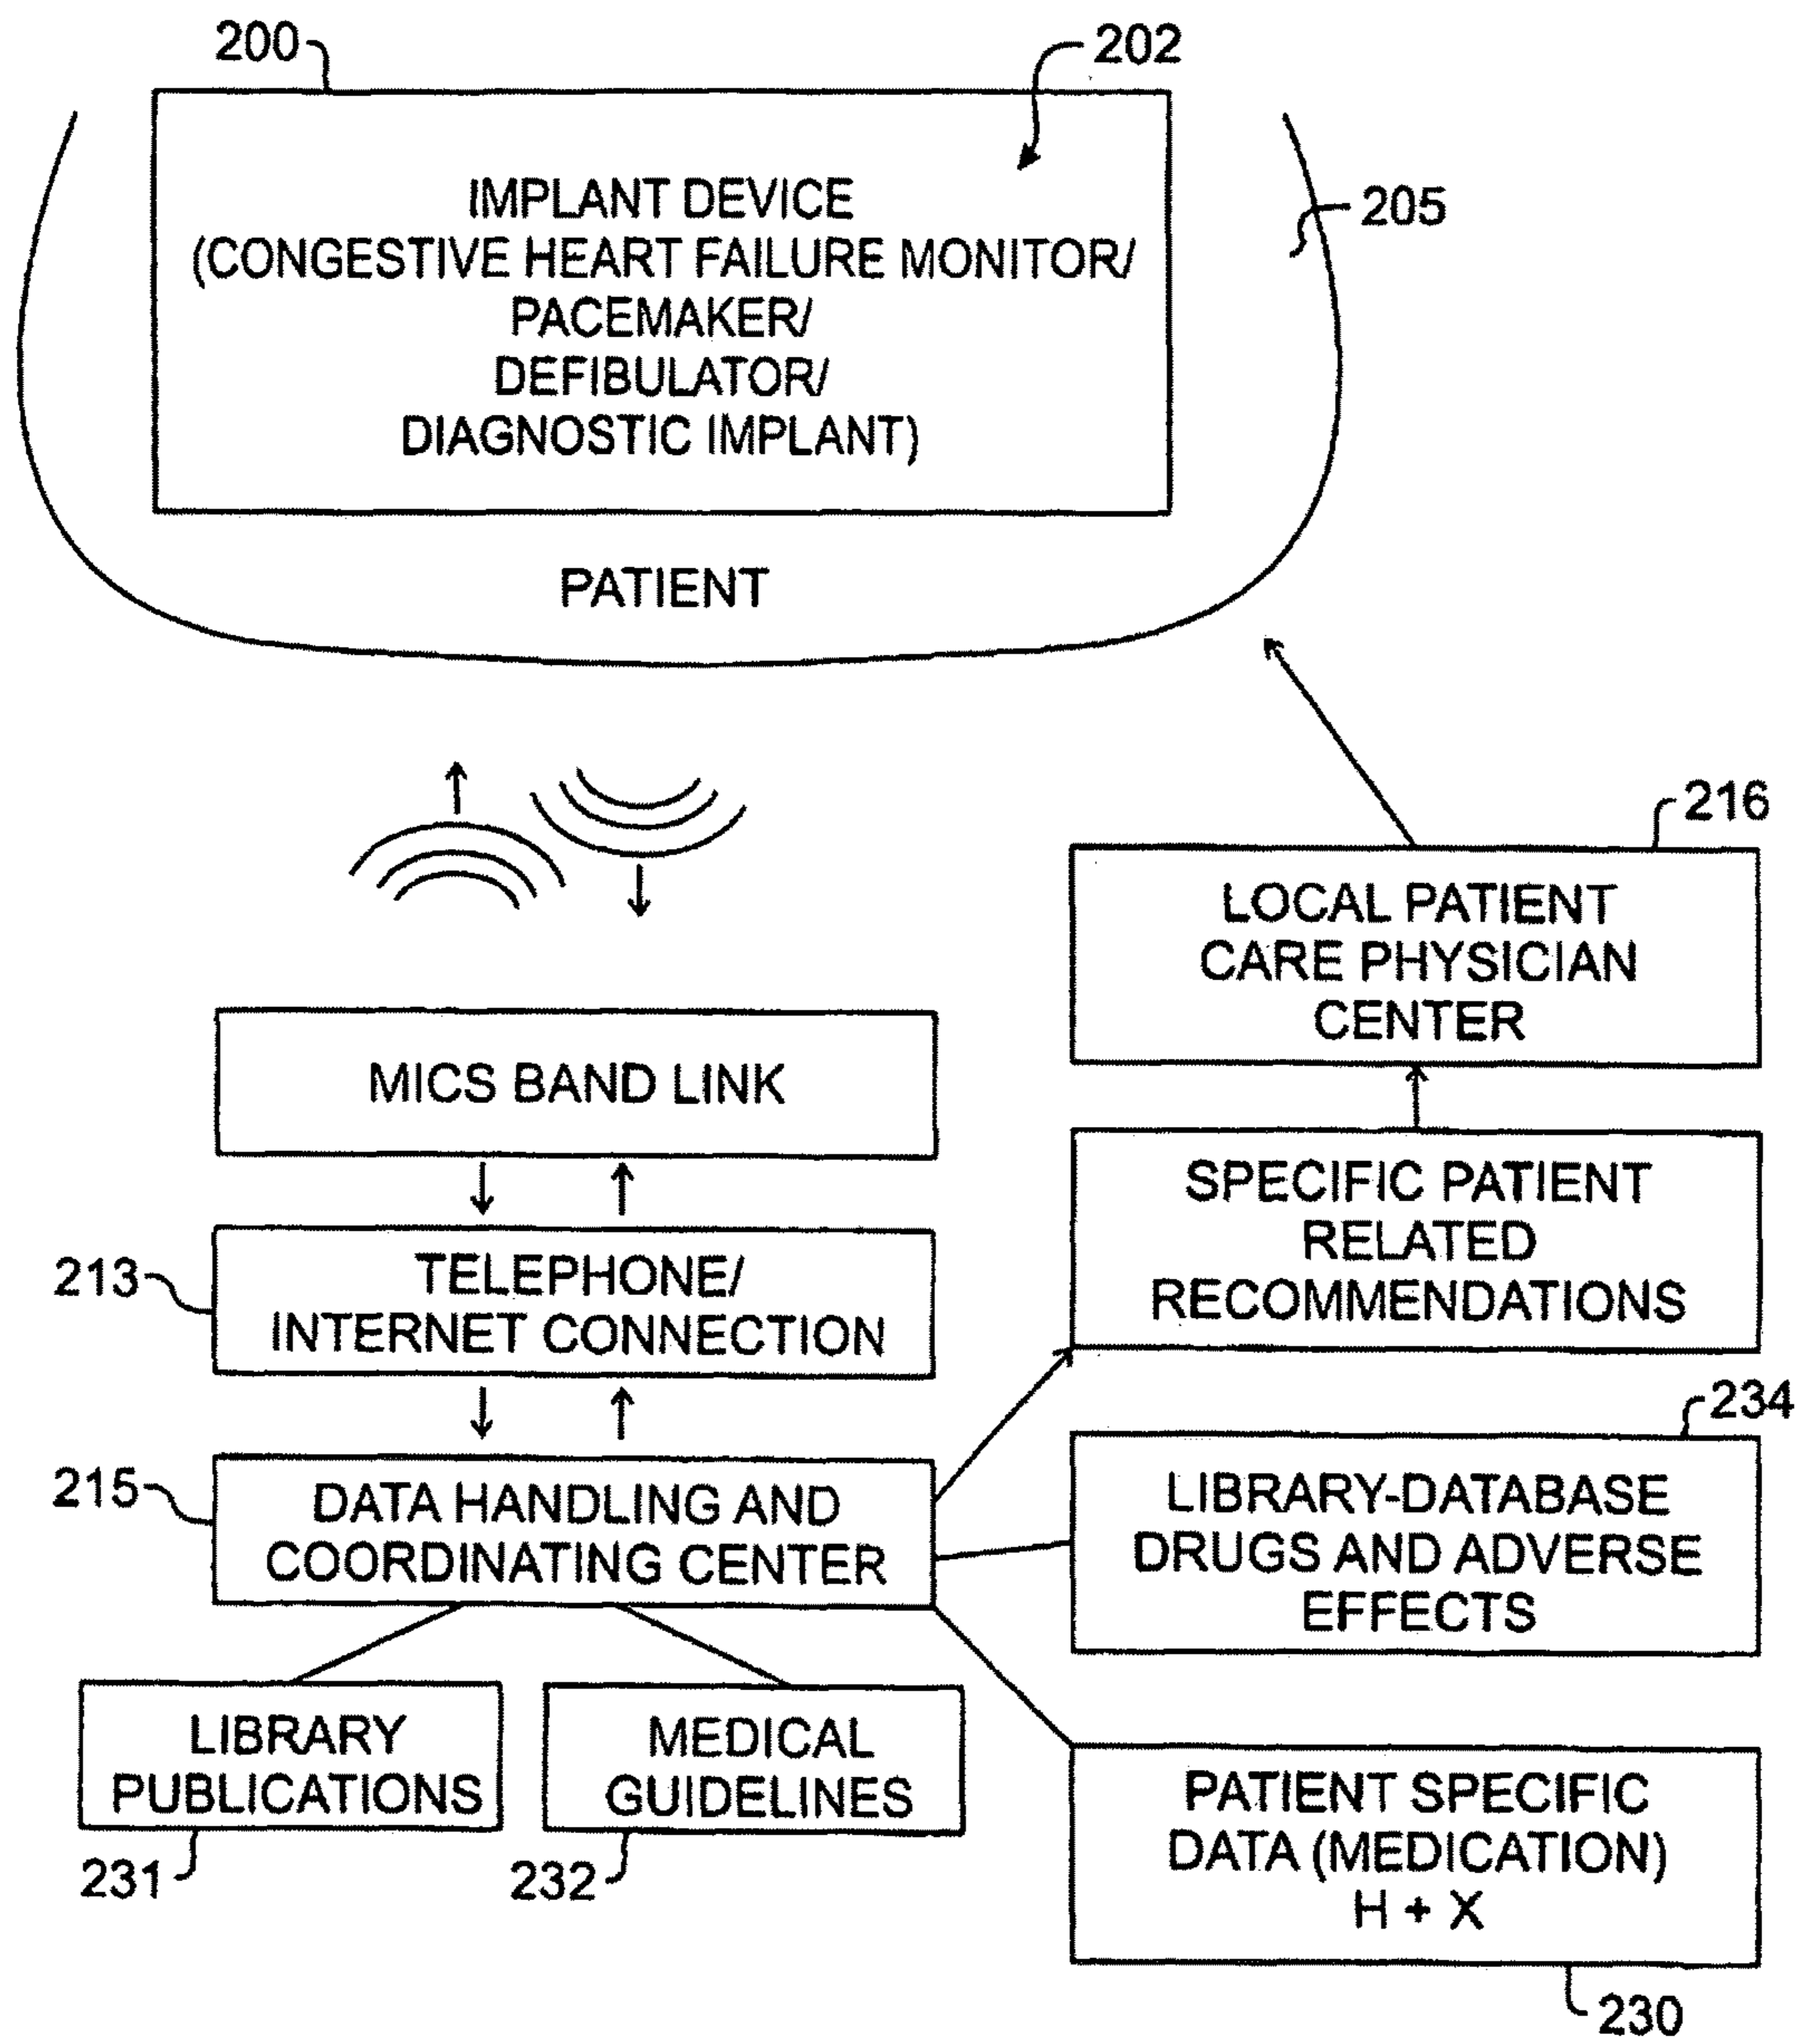 200
202
IMPLANT DEVICE
(CONGESTIVE HEART FAILURE MONITOR/
PACEMAKER/
DEFIBULATOR/
DIAGNOSTIC IMPLANT)
205
PATIENT
216
LOCAL PATIENT
CARE PHYSICIAN
CENTER
MICS BAND LINK
SPECIFIC PATIENT
RELATED
RECOMMENDATIONS
213
TELEPHONE/
INTERNET CONNECTION
234
215
DATA HANDLING AND
COORDINATING CENTER
LIBRARY-DATABASE
DRUGS AND ADVERSE
EFFECTS
LIBRARY
PUBLICATIONS
231
MEDICAL
GUIDELINES
232
PATIENT SPECIFIC
DATA (MEDICATION)
H + X
230